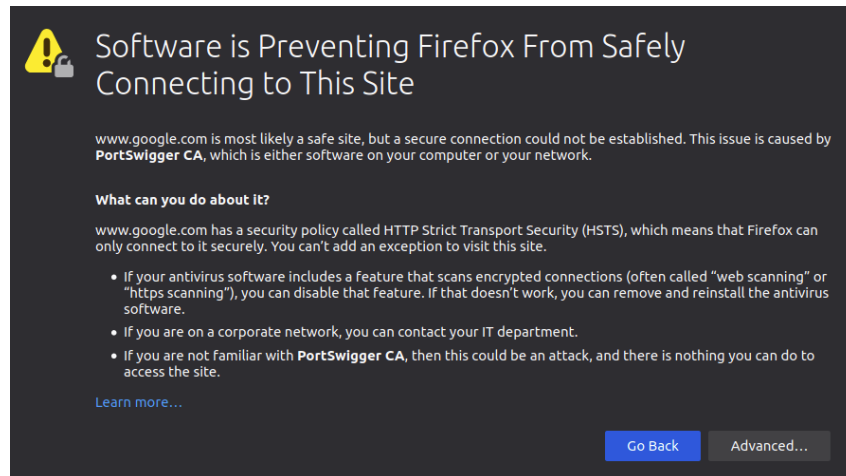 Software is Preventing Firefox From Safely
Connecting to This Site
www.google.com is most likely a safe site, but a secure connection could not be established. This issue is caused by
PortSwigger CA, which is either software on your computer or your network.
What can you do about it?
www.google.com has a security policy called HTTP Strict Transport Security (HSTS), which means that Firefox can
only connect to it securely. You can’t add an exception to visit this site.
• If your antivirus software includes a feature that scans encrypted connections (often called “web scanning” or
“https scanning”), you can disable that feature. If that doesn’t work, you can remove and reinstall the antivirus
software.
• If you are on a corporate network, you can contact your IT department.
• If you are not familiar with PortSwigger CA, then this could be an attack, and there is nothing you can do to
access the site.
Learn more…
Go Back
Advanced…